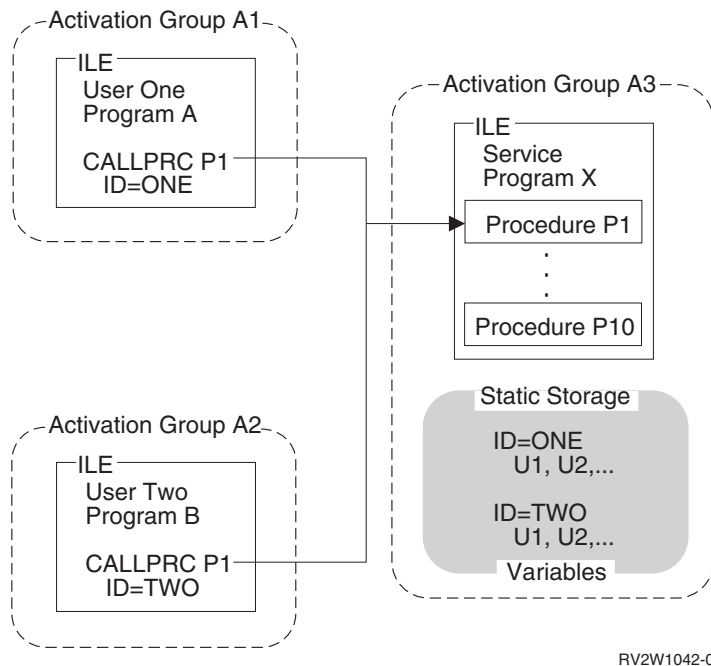 Activation Group A1
ILE
User One
Program A
CALLPRC P1
ID=ONE
Activation Group A2
ILE
User Two
Program B
CALLPRC P1
ID=TWO
Activation Group A3
ILE
Service
Program X
Procedure P1
.
.
.
Procedure P10
Static Storage
ID=ONE
U1, U2,...
ID=TWO
U1, U2,...
Variables